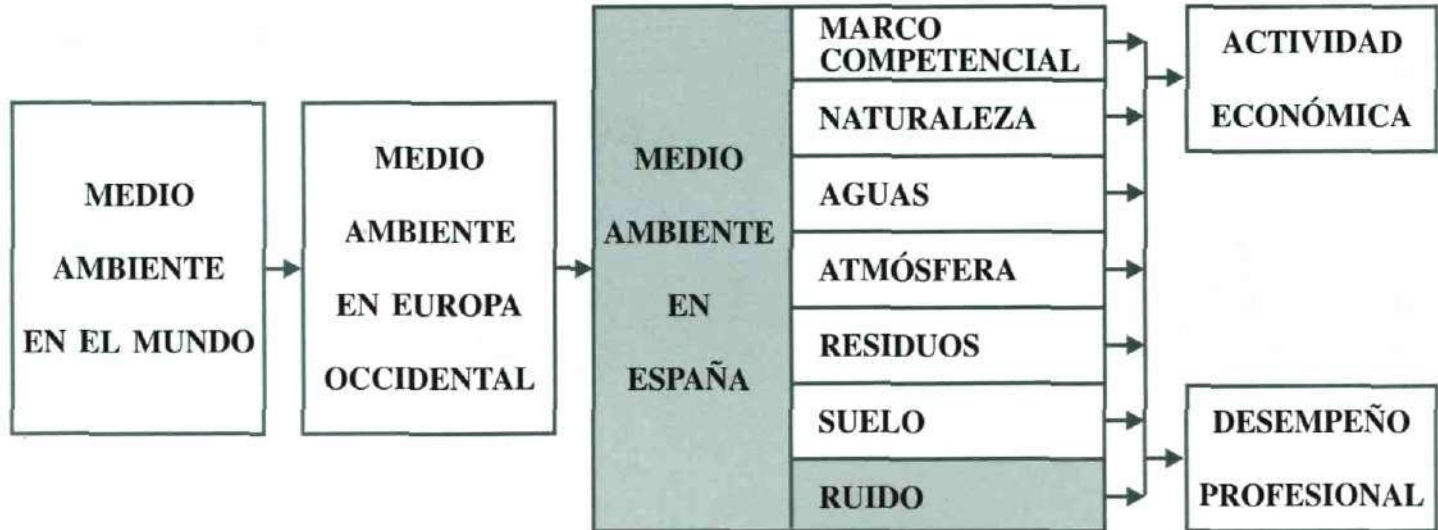 MEDIO
AMBIENTE
EN EL MUNDO
MEDIO
AMBIENTE
EN EUROPA
OCCIDENTAL
MEDIO
AMBIENTE
EN
ESPAÑA
MARCO
COMPETENCIAL
NATURALEZA
AGUAS
ATMÓSFERA
RESIDUOS
SUELO
RUIDO
ACTIVIDAD
ECONÓMICA
DESEMPEÑO
PROFESIONAL